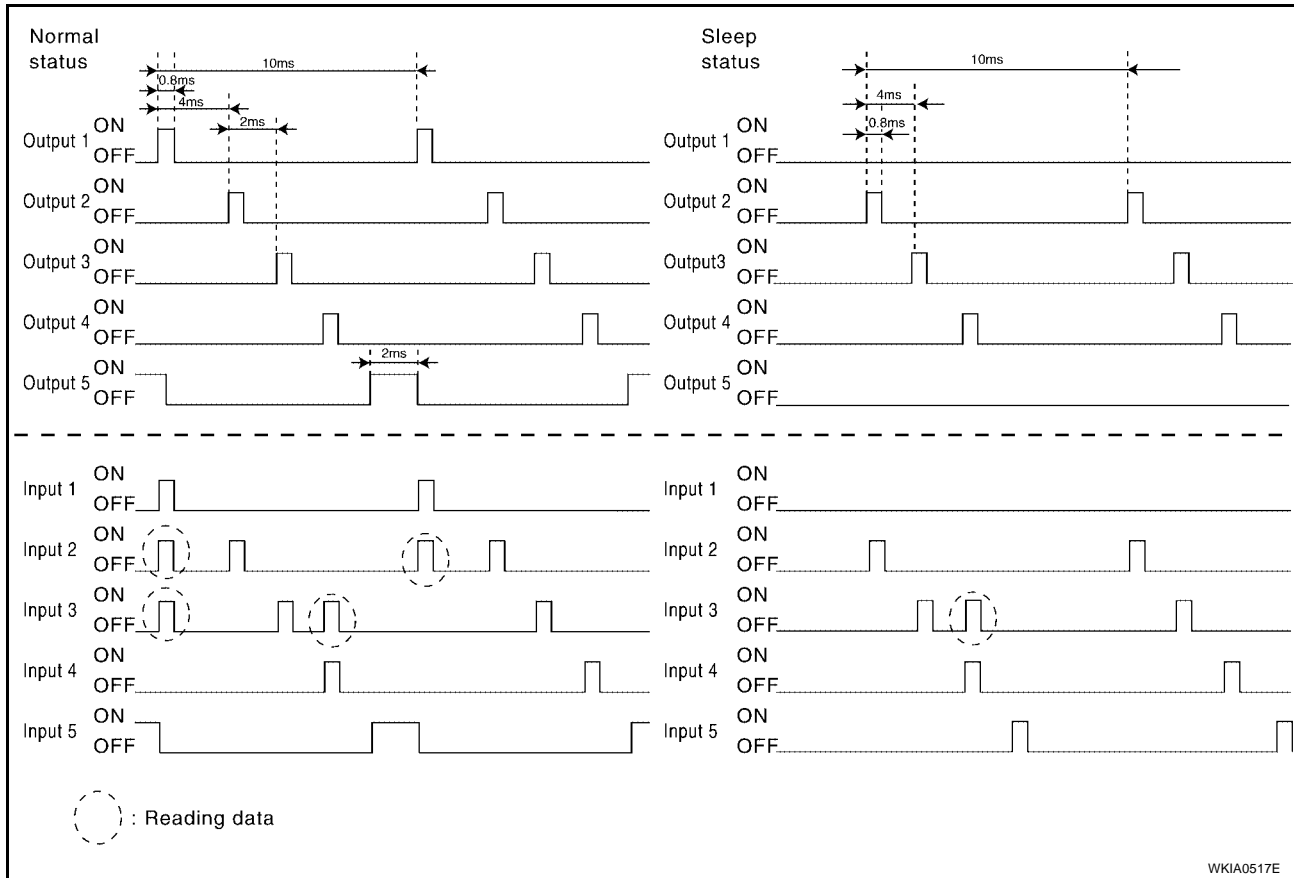 Normal
status
10ms
0.8ms
4ms
2ms
Output 1 ON
OFF
Output 2 ON
OFF
Output 3 ON
OFF
Output 4 ON
OFF
2ms
Output 5 ON
OFF
Sleep
status
10ms
4ms
0.8ms
Output 1 ON
OFF
Output 2 ON
OFF
Output3 ON
OFF
Output 4 ON
OFF
Output 5 ON
OFF
Input 1 ON
OFF
Input 2 ON
OFF
Input 3 ON
OFF
Input 4 ON
OFF
Input 5 ON
OFF
Input 1 ON
OFF
Input 2 ON
OFF
Input 3 ON
OFF
Input 4 ON
OFF
Input 5 ON
OFF
: Reading data
WKIA0517E